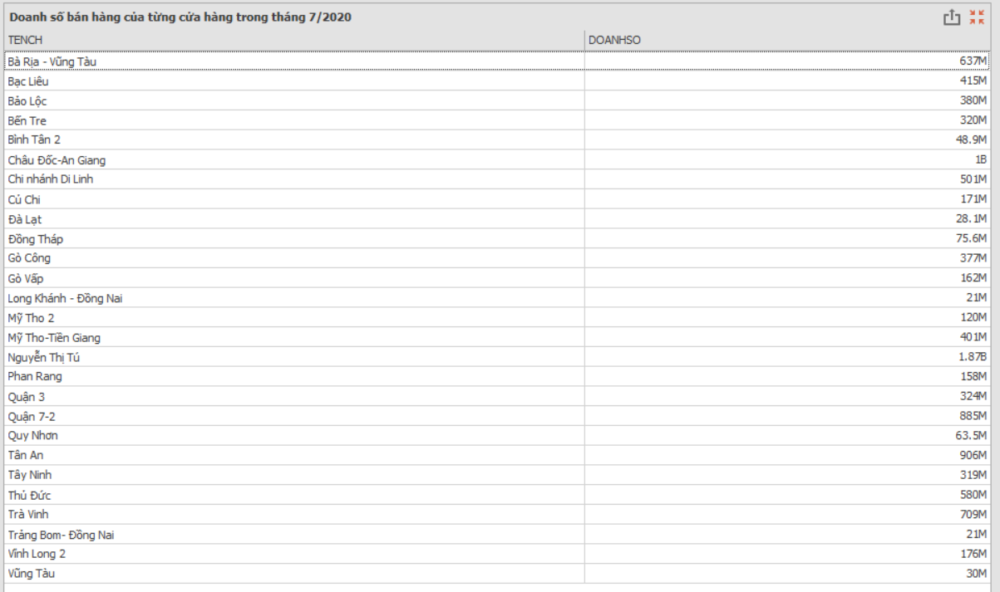 Doanh số bán hàng của từng cửa hàng trong tháng 7/2020
TENCH DOANHSO
Bà Rịa - Vũng Tàu 637M
Bạc Liêu 415M
Bảo Lộc 380M
Bến Tre 320M
Bình Tân 2 48.9M
Châu Đốc-An Giang 1B
Chi nhánh Di Linh 501M
Củ Chi 171M
Đà Lạt 28.1M
Đồng Tháp 75.6M
Gò Công 377M
Gò Vấp 162M
Long Khánh - Đồng Nai 21M
Mỹ Tho 2 120M
Mỹ Tho-Tiền Giang 401M
Nguyễn Thị Tú 1.87B
Phan Rang 158M
Quận 3 324M
Quận 7-2 885M
Quy Nhơn 63.5M
Tân An 906M
Tây Ninh 319M
Thủ Đức 580M
Trà Vinh 709M
Trảng Bom- Đồng Nai 21M
Vĩnh Long 2 176M
Vũng Tàu 30M